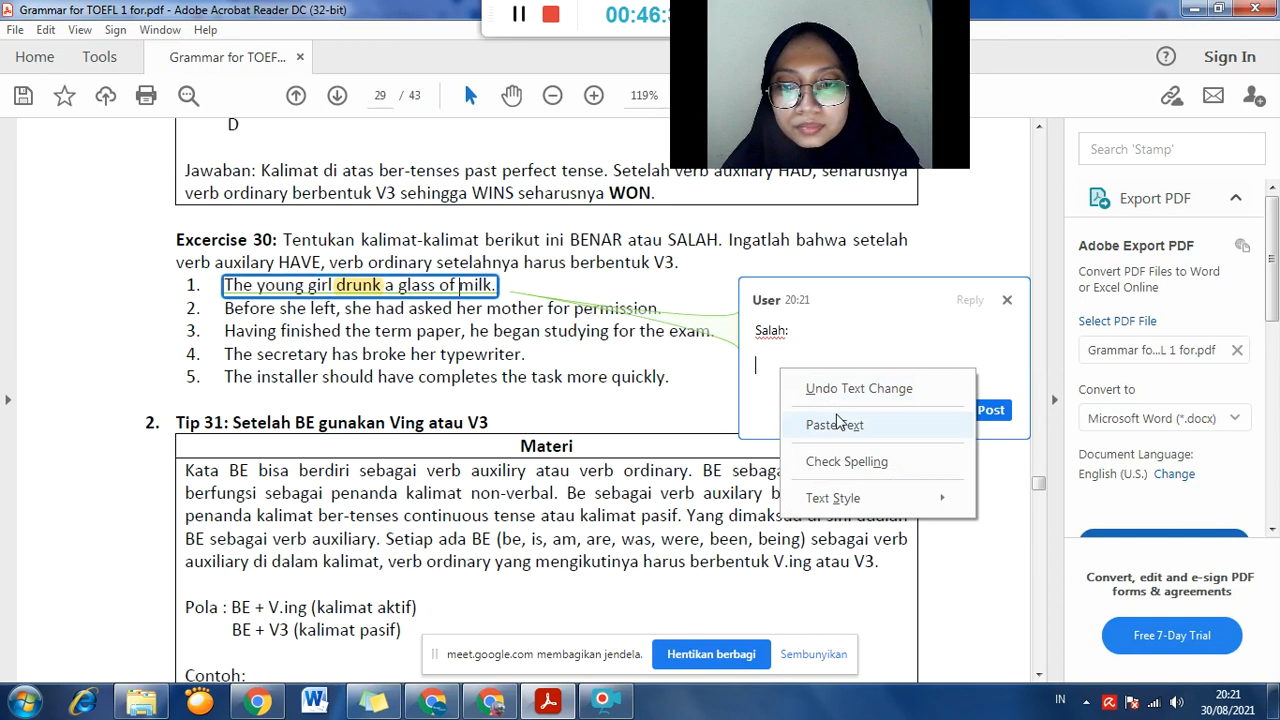 Grammar for TOEFL 1 for.pdf - Adobe Acrobat Reader DC (32-bit)
File Edit View Sign Window Help
Home Tools Grammar for TOEF... ×
Sign In
29 / 43 119%
00:46:3
D
Jawaban: Kalimat di atas ber-tenses past perfect tense. Setelah verb auxilary HAD, seharusnya
verb ordinary berbentuk V3 sehingga WINS seharusnya WON.
Excercise 30: Tentukan kalimat-kalimat berikut ini BENAR atau SALAH. Ingatlah bahwa setelah
verb auxilary HAVE, verb ordinary setelahnya harus berbentuk V3.
1. The young girl drunk a glass of milk.
2. Before she left, she had asked her mother for permission.
3. Having finished the term paper, he began studying for the exam.
4. The secretary has broke her typewriter.
5. The installer should have completes the task more quickly.
2. Tip 31: Setelah BE gunakan Ving atau V3
Materi
Kata BE bisa berdiri sebagai verb auxiliry atau verb ordinary. BE sebaga
berfungsi sebagai penanda kalimat non-verbal. Be sebagai verb auxilary b
penanda kalimat ber-tenses continuous tense atau kalimat pasif. Yang dimaksud di sini adalah
BE sebagai verb auxiliary. Setiap ada BE (be, is, am, are, was, were, been, being) sebagai verb
auxiliary di dalam kalimat, verb ordinary yang mengikutinya harus berbentuk V.ing atau V3.
Pola : BE + V.ing (kalimat aktif)
BE + V3 (kalimat pasif)
Contoh:
User 20:21 Reply
Salah:
Post
Undo Text Change
Paste Text
Check Spelling
Text Style
meet.google.com membagikan jendela. Hentikan berbagi Sembunyikan
Search 'Stamp'
Export PDF
Adobe Export PDF
Convert PDF Files to Word
or Excel Online
Select PDF File
Grammar fo...L 1 for.pdf
Convert to
Microsoft Word (*.docx)
Document Language:
English (U.S.) Change
Convert, edit and e-sign PDF
forms & agreements
Free 7-Day Trial
IN
20:21
30/08/2021